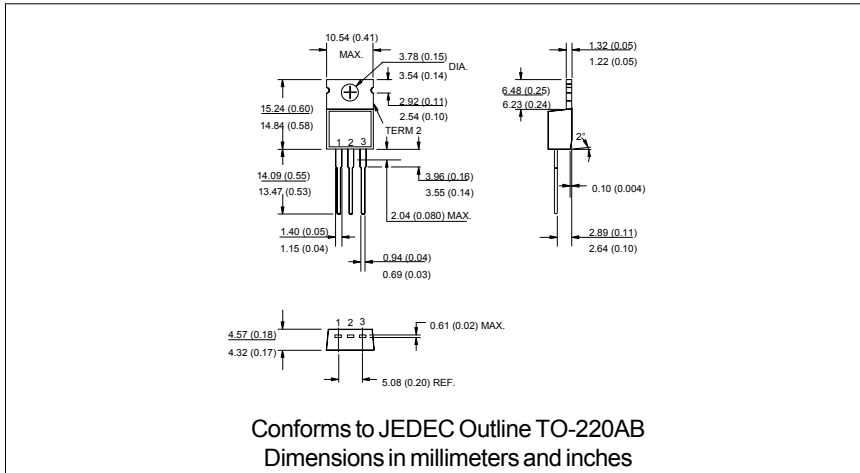 10.54 (0.41)
MAX.
3.78 (0.15)
3.54 (0.14)
DIA.
2.92 (0.11)
2.54 (0.10)
TERM 2
15.24 (0.60)
14.84 (0.58)
1 2 3
14.09 (0.55)
13.47 (0.53)
3.96 (0.16)
3.55 (0.14)
2.04 (0.080) MAX.
1.40 (0.05)
1.15 (0.04)
0.94 (0.04)
0.69 (0.03)
1.32 (0.05)
1.22 (0.05)
6.48 (0.25)
6.23 (0.24)
2°
0.10 (0.004)
2.89 (0.11)
2.64 (0.10)
1 2 3
4.57 (0.18)
4.32 (0.17)
0.61 (0.02) MAX.
5.08 (0.20) REF.
Conforms to JEDEC Outline TO-220AB
Dimensions in millimeters and inches